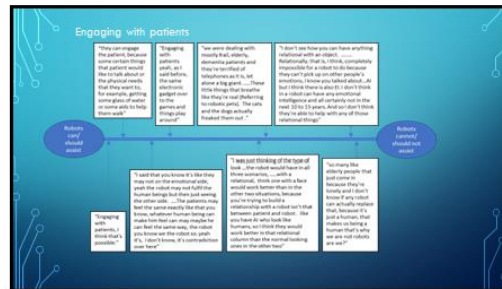 Engaging with patients
"they can engage
the patient, because
some certain things
that patient would
like to talk about or
the physical needs
that they want to,
for example, getting
some glass of water
or some aids to help
them walk"
"Engaging
with
patients
yeah, as I
said before,
the same
electronic
gadget over
to the
games and
things play
around"
"we were dealing with
mostly frail, elderly,
dementia patients and
they're terrified of
telephones as it is, let
alone a big giant .....These
little things that breathe
like they're real (Referring
to robotic pets). The cats
and the dogs actually
freaked them out ."
"I don't see how you can have anything
relational with an object. ........
Relationally, that is, I think, completely
impossible for a robot to do because
they can't pick up on other people's
emotions, I know you talked about...AI
but I think there is also EI. I don't think
in a robot can have any emotional
intelligence and all certainly not in the
next 10 to 15 years. And so I don't think
they're able to help with any of those
relational things"
Robots
can/
should
assist
Robots
cannot/
should not
assist
"Engaging
with
patients, I
think that's
possible."
"I said that you know it's like they
may not on the emotional side,
yeah the robot may not fulfil the
human beings but then just seeing
the other side. ....The patients may
feel the same exactly like that you
know, whatever human being can
make him feel can may maybe he
can feel the same way, the robot
you know we the robot so. yeah
it's, I don't know, it's contradiction
over here"
"I was just thinking of the type of
look ..,the robot would have in all
three scenarios, .....with a
relational, think one with a face
would work better than in the
other two situations, because
you're trying to build a
relationship with a robot isn't that
between patient and robot. like
you have AI who look like
humans, so I think they would
work better in that relational
column than the normal looking
ones in the other two"
"so many like
elderly people that
just come in
because they're
lonely and I don't
know if any robot
can actually replace
that, because it's
just a human, that
makes us being a
human that's why
we are not robots
are we?"